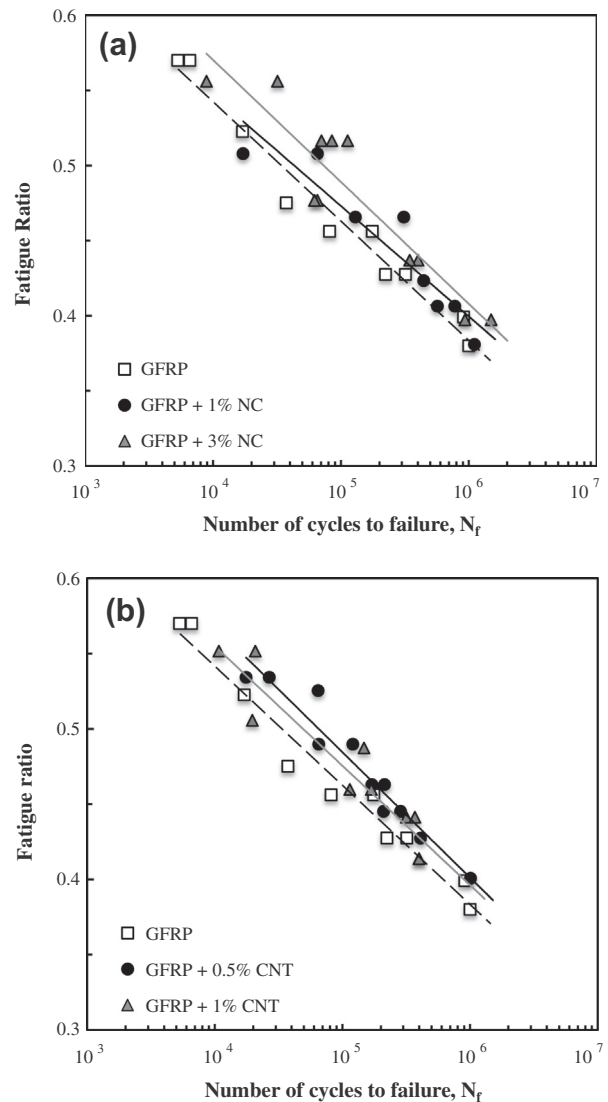 (a)
Fatigue Ratio
0.6
0.5
0.4
0.3
GFRP
GFRP + 1% NC
GFRP + 3% NC
10³ 10⁴ 10⁵ 10⁶ 10⁷
Number of cycles to failure, N_f
(b)
Fatigue ratio
0.6
0.5
0.4
0.3
GFRP
GFRP + 0.5% CNT
GFRP + 1% CNT
10³ 10⁴ 10⁵ 10⁶ 10⁷
Number of cycles to failure, N_f